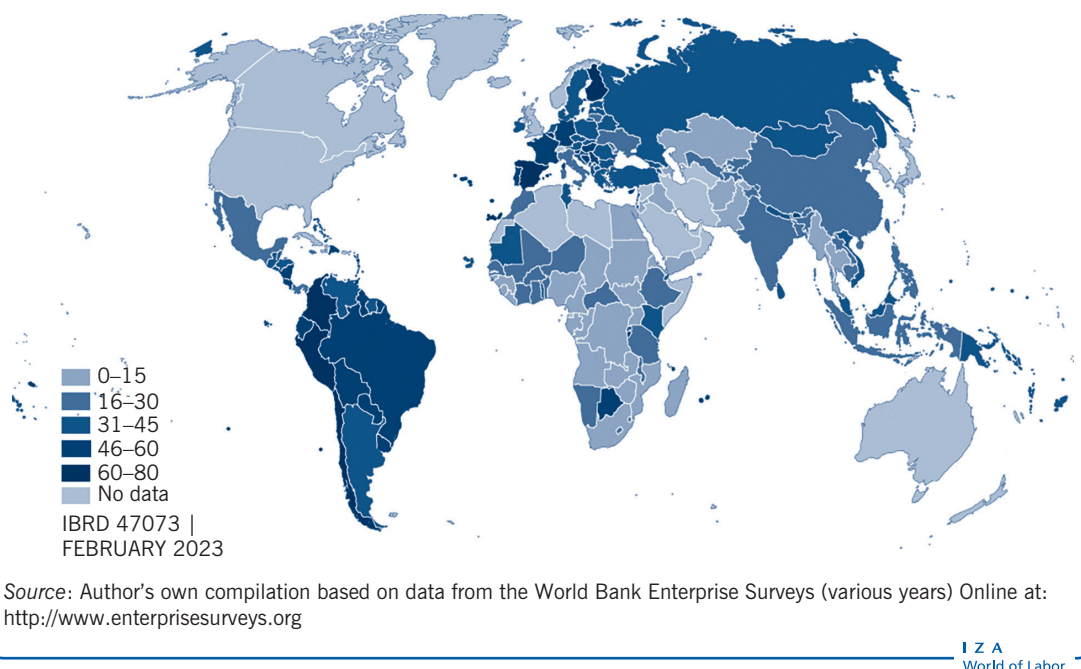 0–15
16–30
31–45
46–60
60–80
No data
IBRD 47073 |
FEBRUARY 2023
Source: Author’s own compilation based on data from the World Bank Enterprise Surveys (various years) Online at:
http://www.enterprisesurveys.org
I Z A
World of Labor